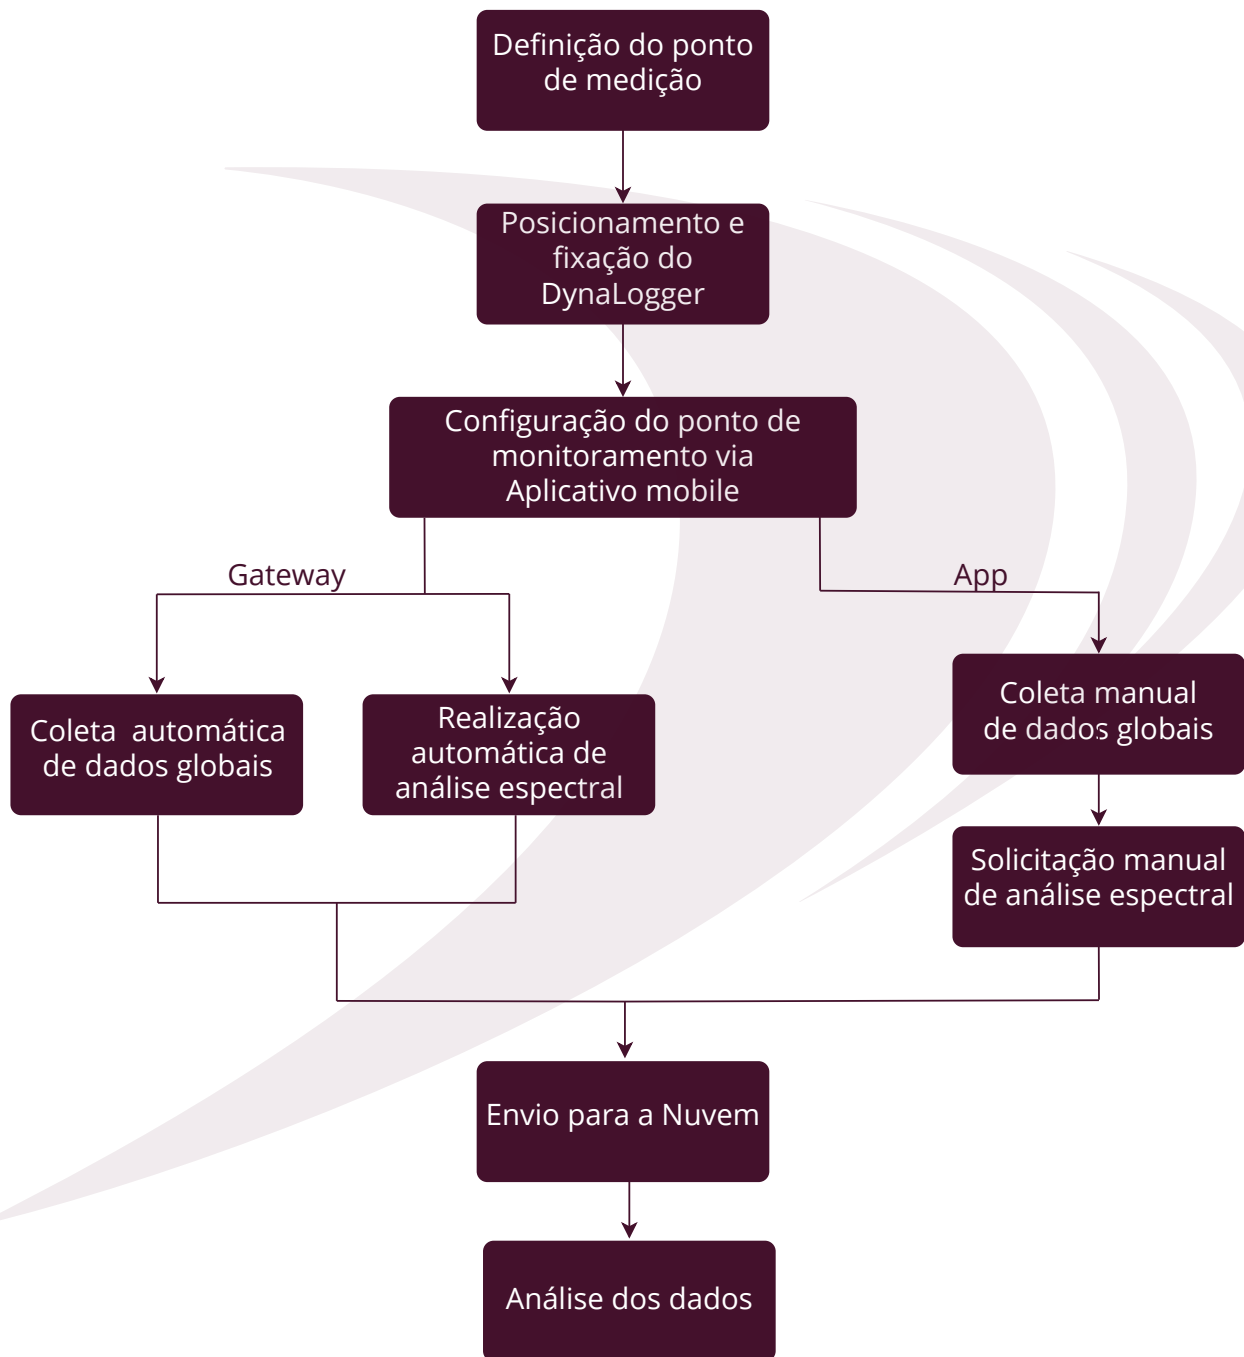 Definição do ponto
de medição
Posicionamento e
fixação do
DynaLogger
Configuração do ponto de
monitoramento via
Aplicativo mobile
Gateway
App
Coleta automática
de dados globais
Realização
automática de
análise espectral
Coleta manual
de dados globais
Solicitação manual
de análise espectral
Envio para a Nuvem
Análise dos dados